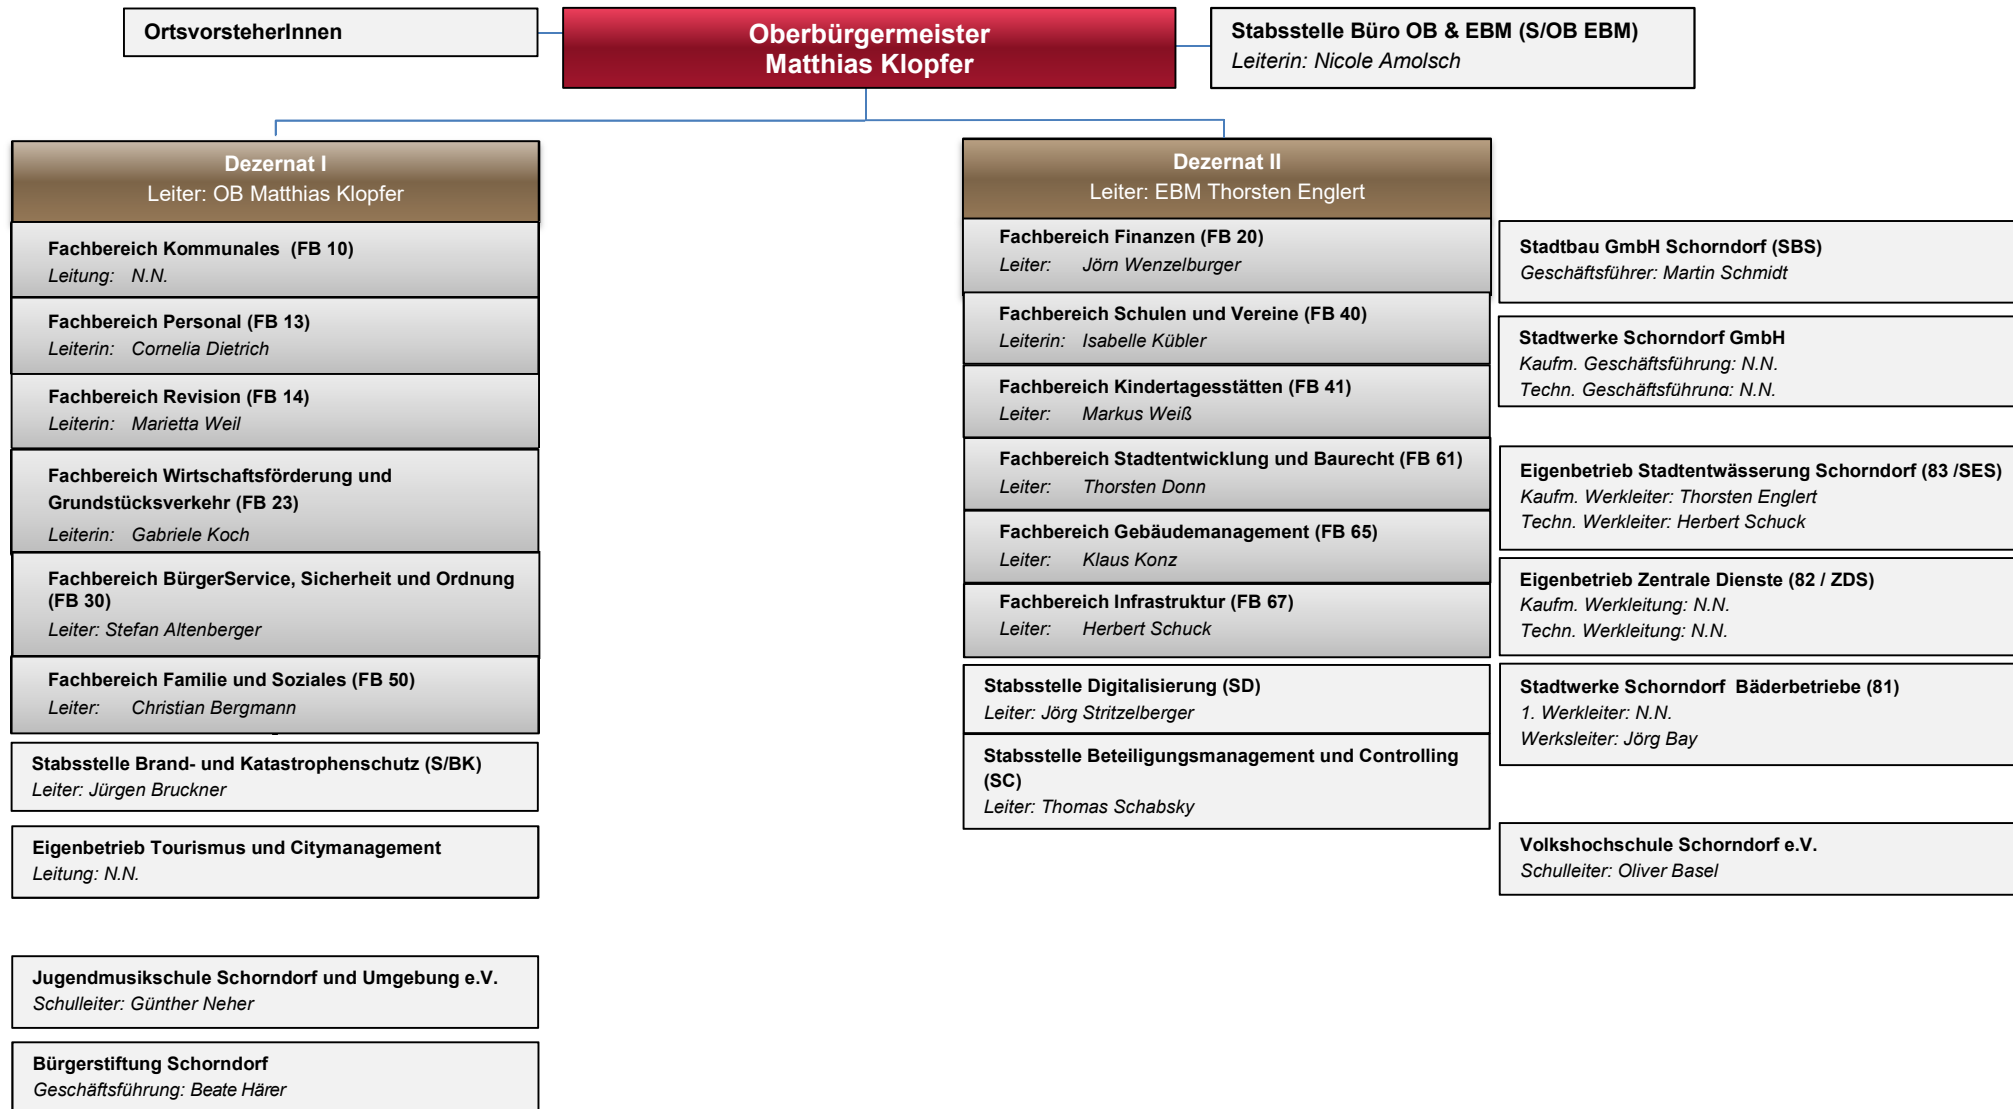 OrtsvorsteherInnen
Oberbürgermeister
Matthias Klopfer
Stabsstelle Büro OB & EBM (S/OB EBM)
Leiterin: Nicole Amolsch
Dezernat I
Leiter: OB Matthias Klopfer
Fachbereich Kommunales (FB 10)
Leitung: N.N.
Fachbereich Personal (FB 13)
Leiterin: Cornelia Dietrich
Fachbereich Revision (FB 14)
Leiterin: Marietta Weil
Fachbereich Wirtschaftsförderung und
Grundstücksverkehr (FB 23)
Leiterin: Gabriele Koch
Fachbereich BürgerService, Sicherheit und Ordnung
(FB 30)
Leiter: Stefan Altenberger
Fachbereich Familie und Soziales (FB 50)
Leiter: Christian Bergmann
Stabsstelle Brand- und Katastrophenschutz (S/BK)
Leiter: Jürgen Bruckner
Eigenbetrieb Tourismus und Citymanagement
Leitung: N.N.
Jugendmusikschule Schorndorf und Umgebung e.V.
Schulleiter: Günther Neher
Bürgerstiftung Schorndorf
Geschäftsführung: Beate Härer
Dezernat II
Leiter: EBM Thorsten Englert
Fachbereich Finanzen (FB 20)
Leiter: Jörn Wenzelburger
Fachbereich Schulen und Vereine (FB 40)
Leiterin: Isabelle Kübler
Fachbereich Kindertagesstätten (FB 41)
Leiter: Markus Weiß
Fachbereich Stadtentwicklung und Baurecht (FB 61)
Leiter: Thorsten Donn
Fachbereich Gebäudemanagement (FB 65)
Leiter: Klaus Konz
Fachbereich Infrastruktur (FB 67)
Leiter: Herbert Schuck
Stabsstelle Digitalisierung (SD)
Leiter: Jörg Stritzelberger
Stabsstelle Beteiligungsmanagement und Controlling
(SC)
Leiter: Thomas Schabsky
Stadtbau GmbH Schorndorf (SBS)
Geschäftsführer: Martin Schmidt
Stadtwerke Schorndorf GmbH
Kaufm. Geschäftsführung: N.N.
Techn. Geschäftsführung: N.N.
Eigenbetrieb Stadtentwässerung Schorndorf (83 /SES)
Kaufm. Werkleiter: Thorsten Englert
Techn. Werkleiter: Herbert Schuck
Eigenbetrieb Zentrale Dienste (82 / ZDS)
Kaufm. Werkleitung: N.N.
Techn. Werkleitung: N.N.
Stadtwerke Schorndorf Bäderbetriebe (81)
1. Werkleiter: N.N.
Werksleiter: Jörg Bay
Volkshochschule Schorndorf e.V.
Schulleiter: Oliver Basel